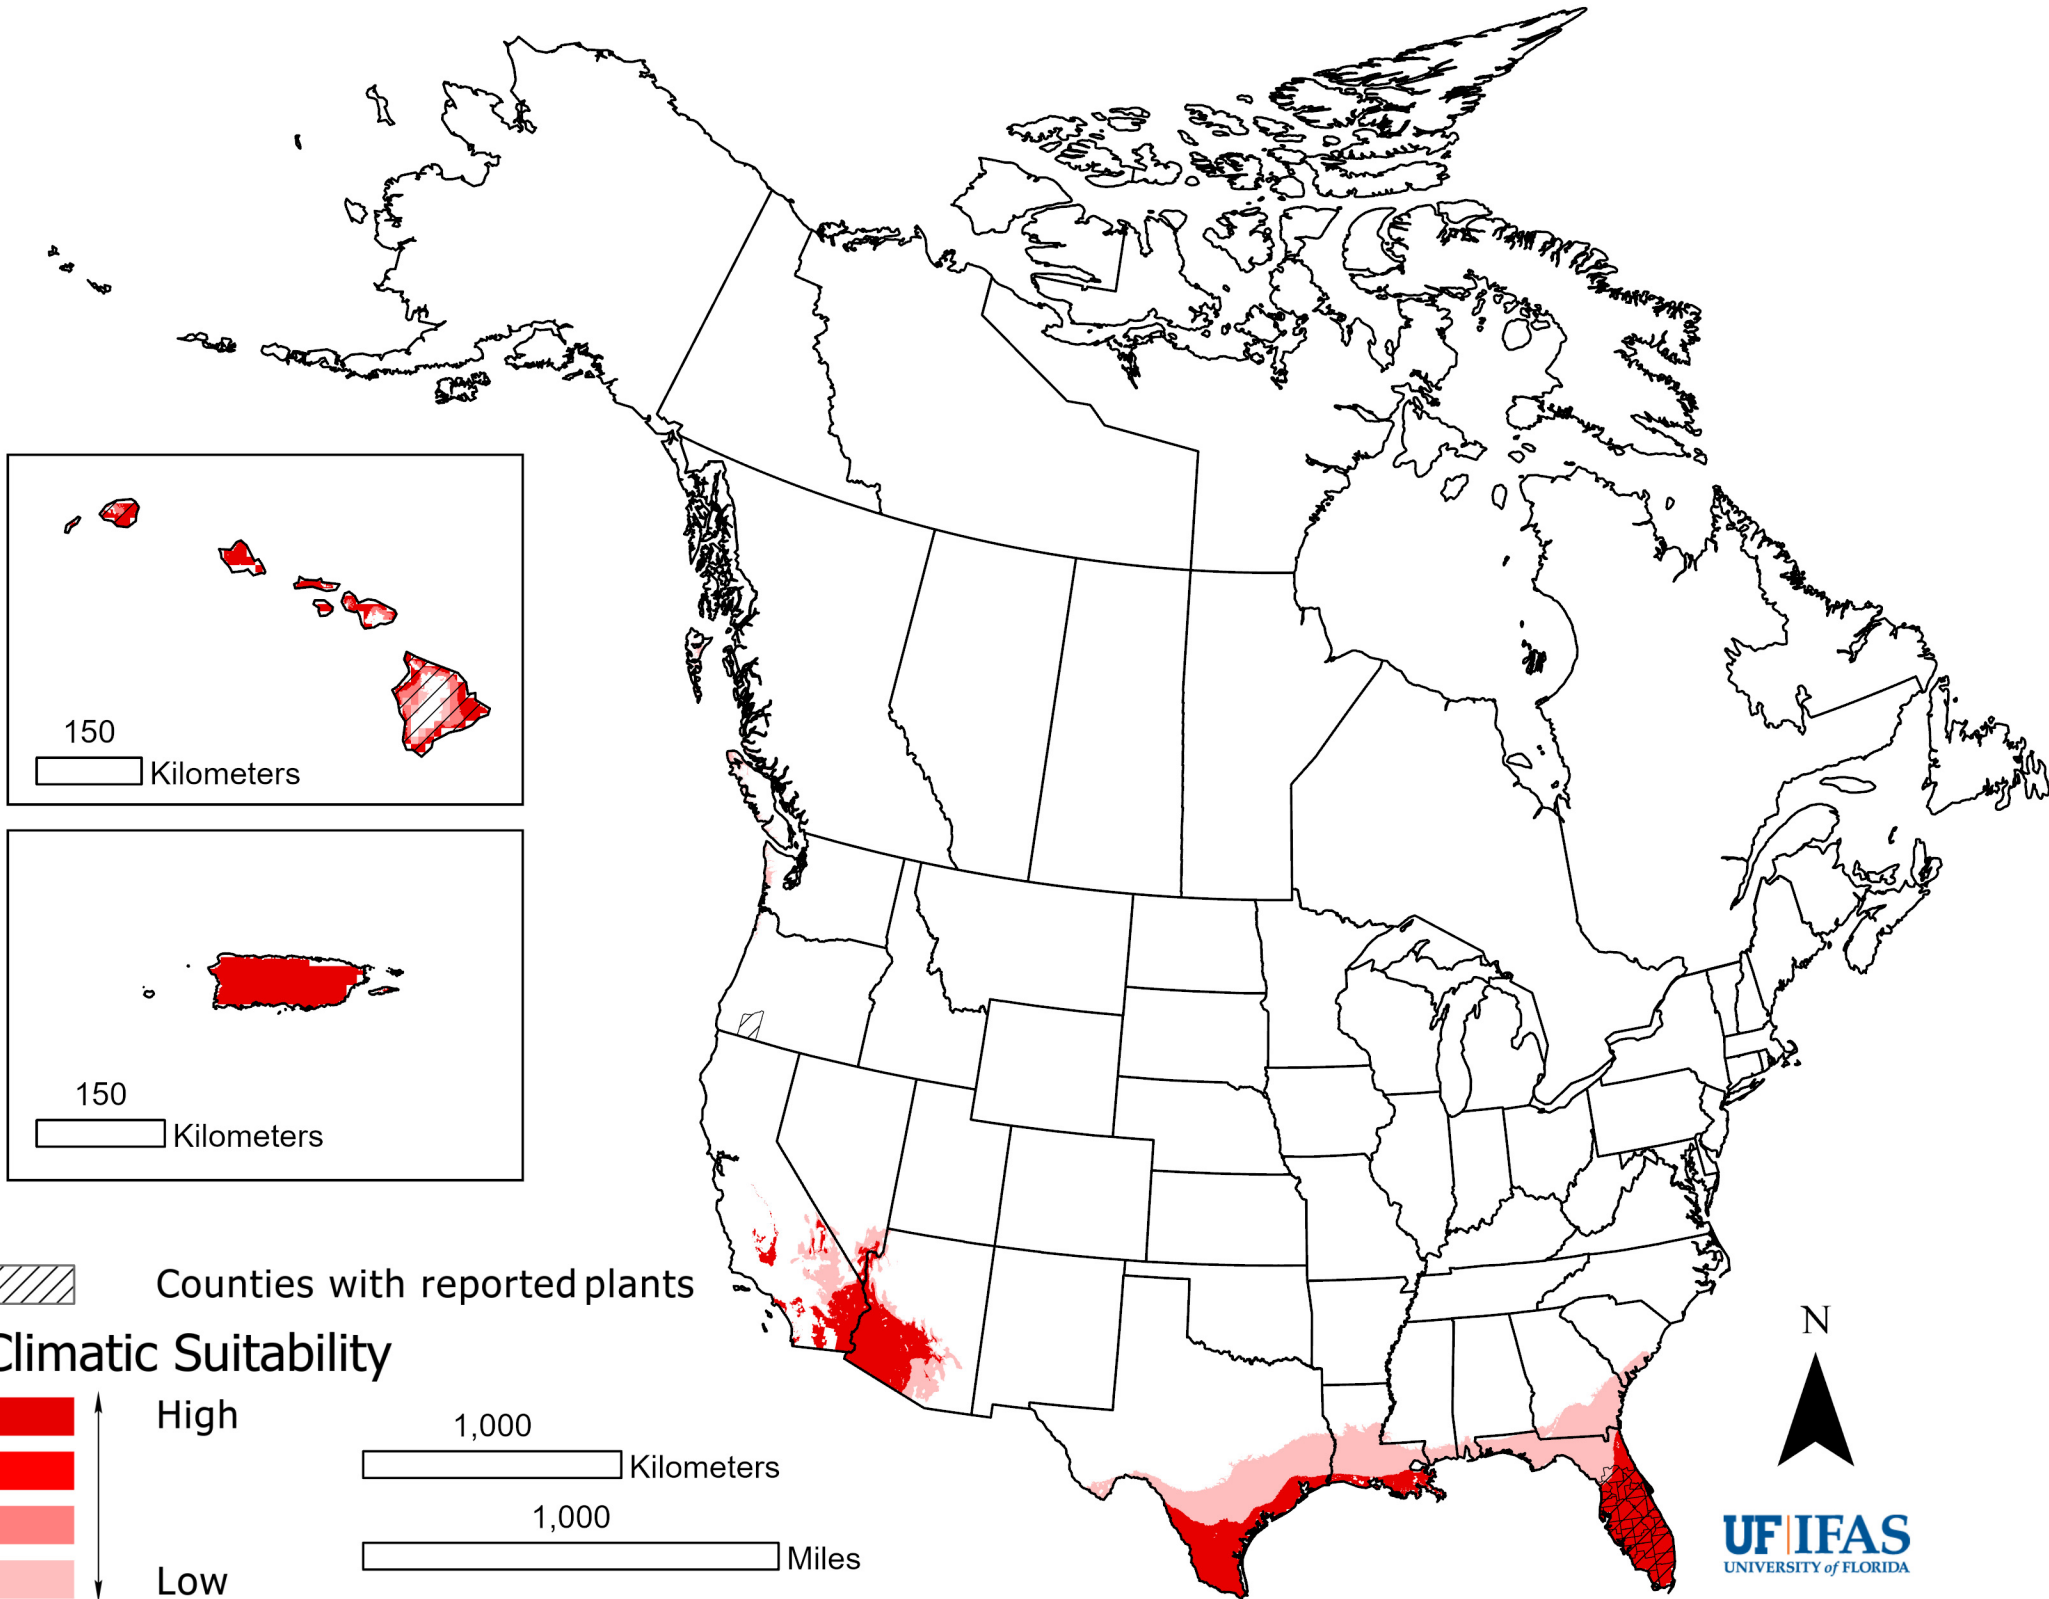 150
Kilometers
150
Kilometers
Counties with reported plants
Climatic Suitability
High
Low
1,000
Kilometers
1,000
Miles
N
UF|IFAS
UNIVERSITY of FLORIDA